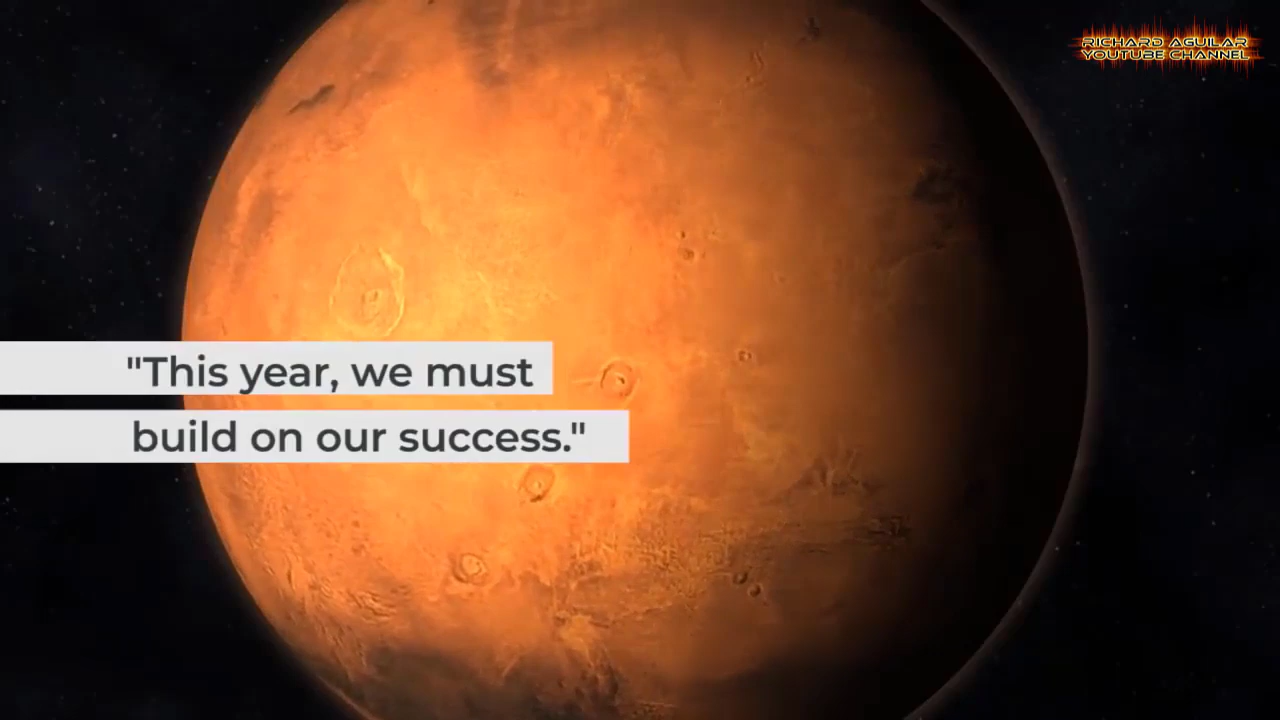 RICHARD AGUILAR
YOUTUBE CHANNEL
"This year, we must
build on our success."